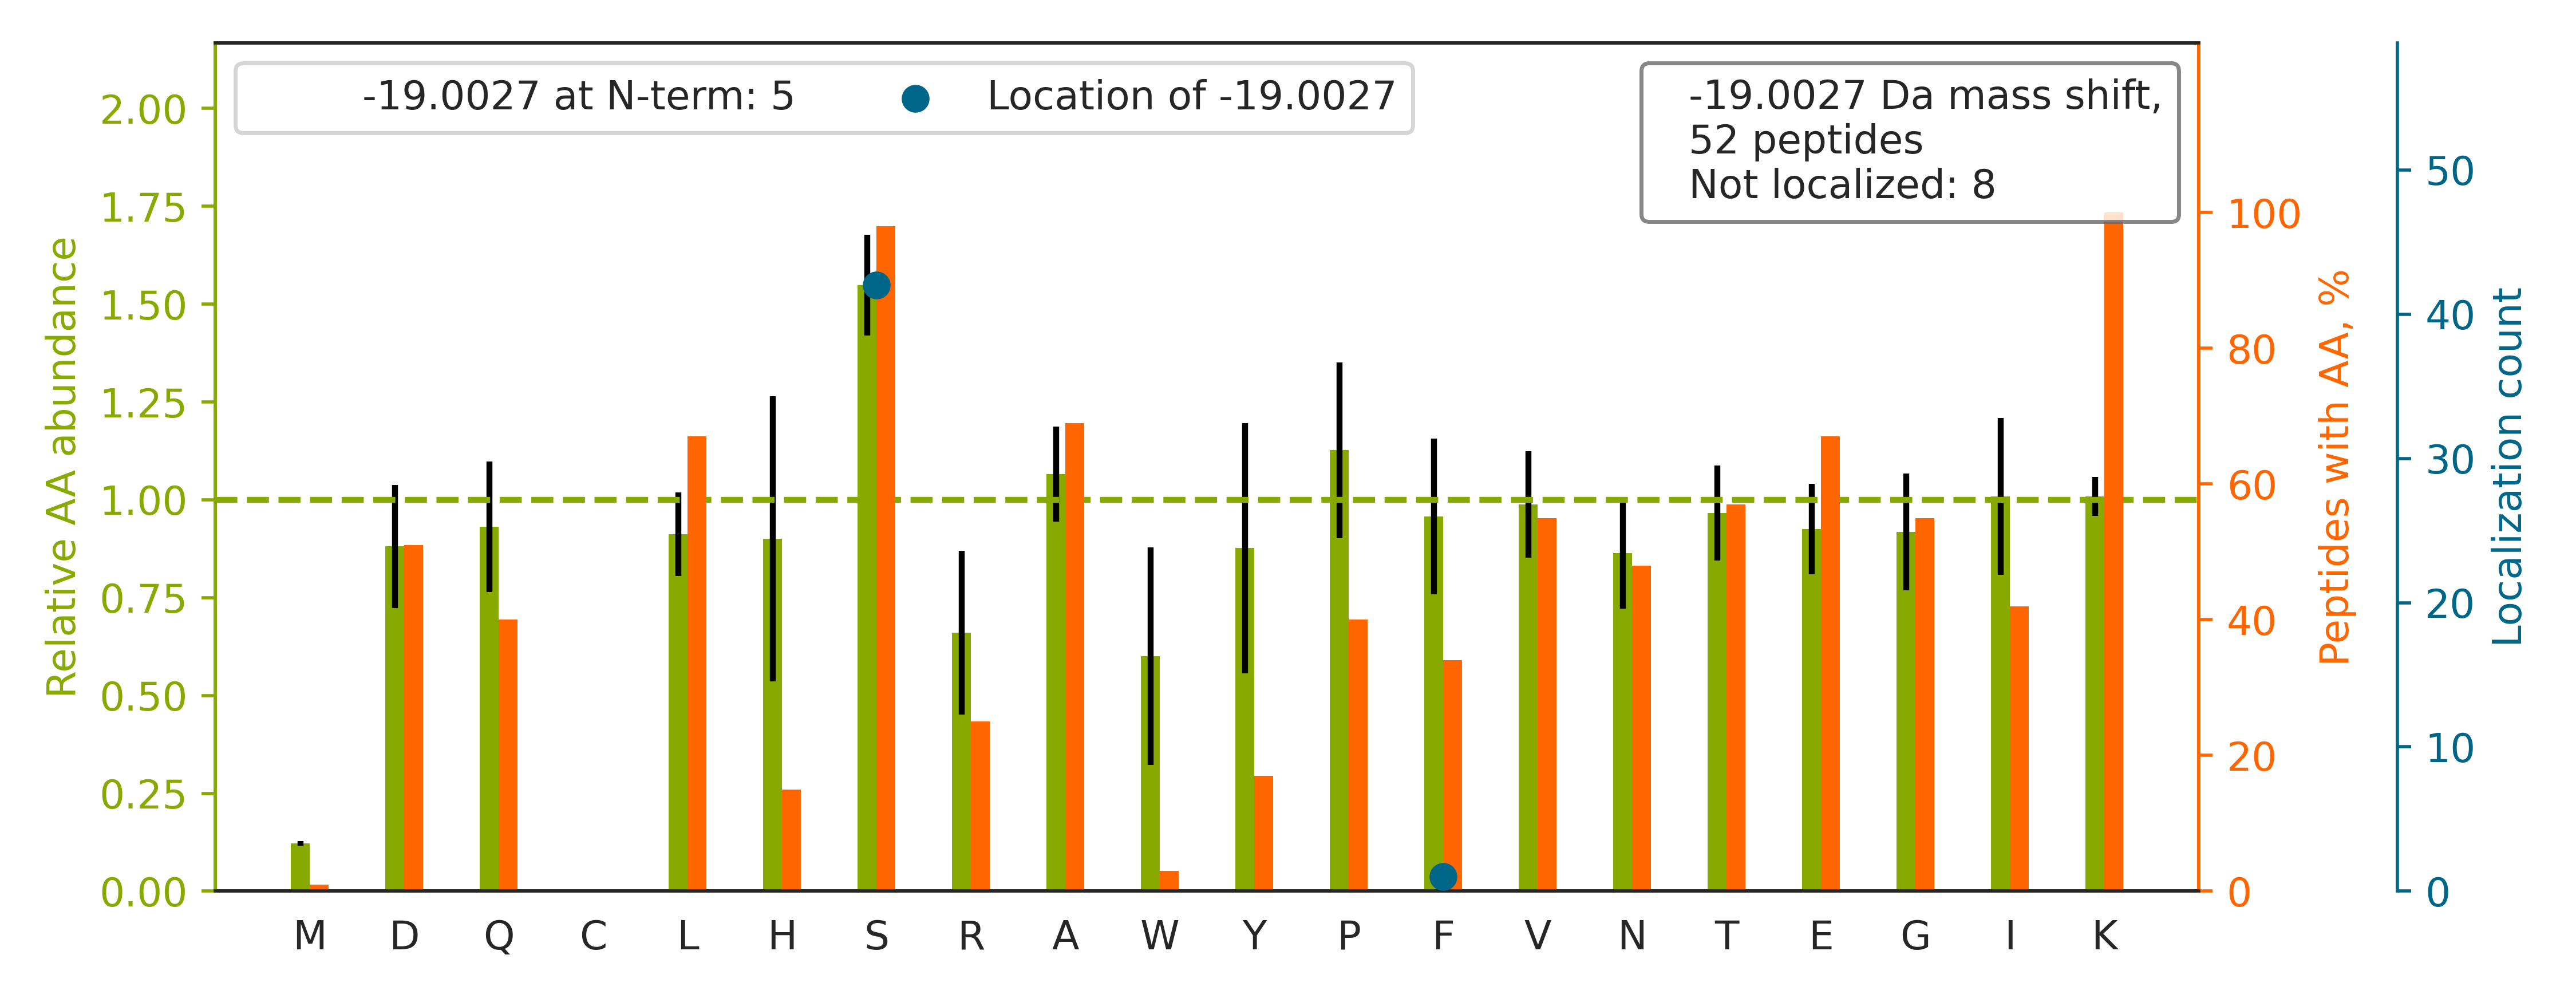 -19.0027 at N-term: 5
Location of -19.0027
-19.0027 Da mass shift,
52 peptides
Not localized: 8
Relative AA abundance
2.00
1.75
1.50
1.25
1.00
0.75
0.50
0.25
0.00
100
80
60
40
20
0
Peptides with AA, %
50
40
30
20
10
0
Localization count
M D Q C L H S R A W Y P F V N T E G I K